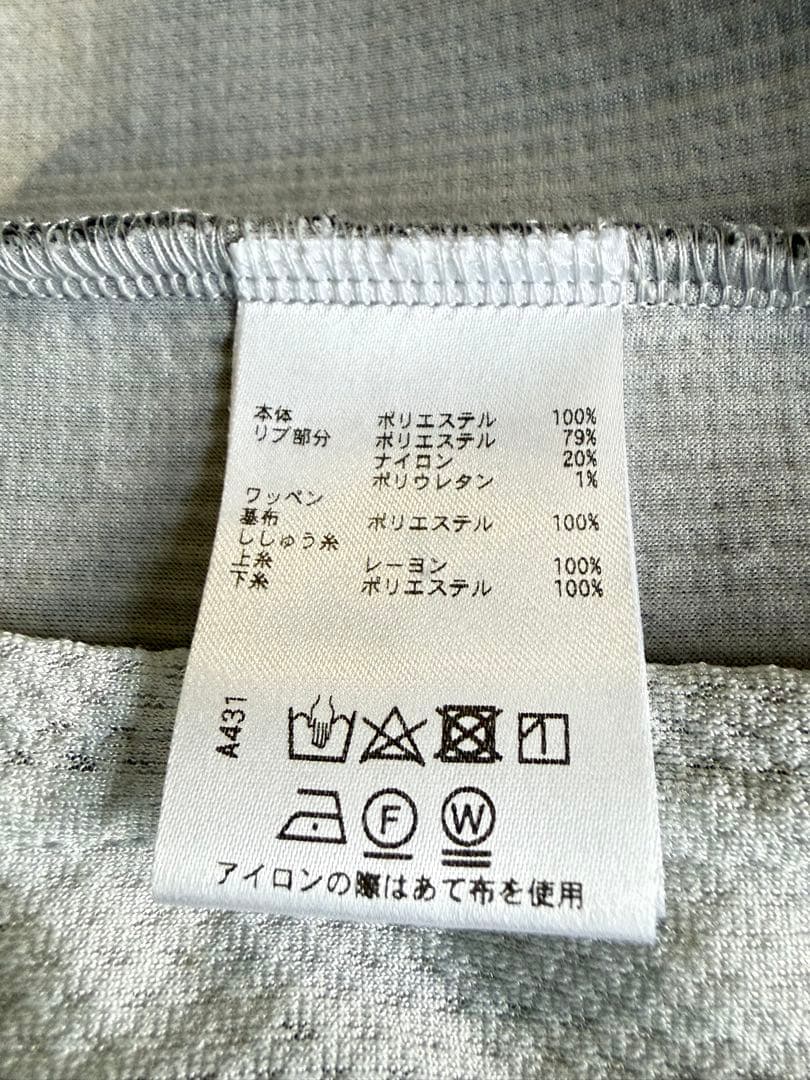 本体 ポリエステル 100%
リブ部分 ポリエステル 79%
ナイロン 20%
ポリウレタン 1%
ワッペン
基布 ポリエステル 100%
ししゅう糸
上糸 レーヨン 100%
下糸 ポリエステル 100%
A431
F W
アイロンの際はあて布を使用